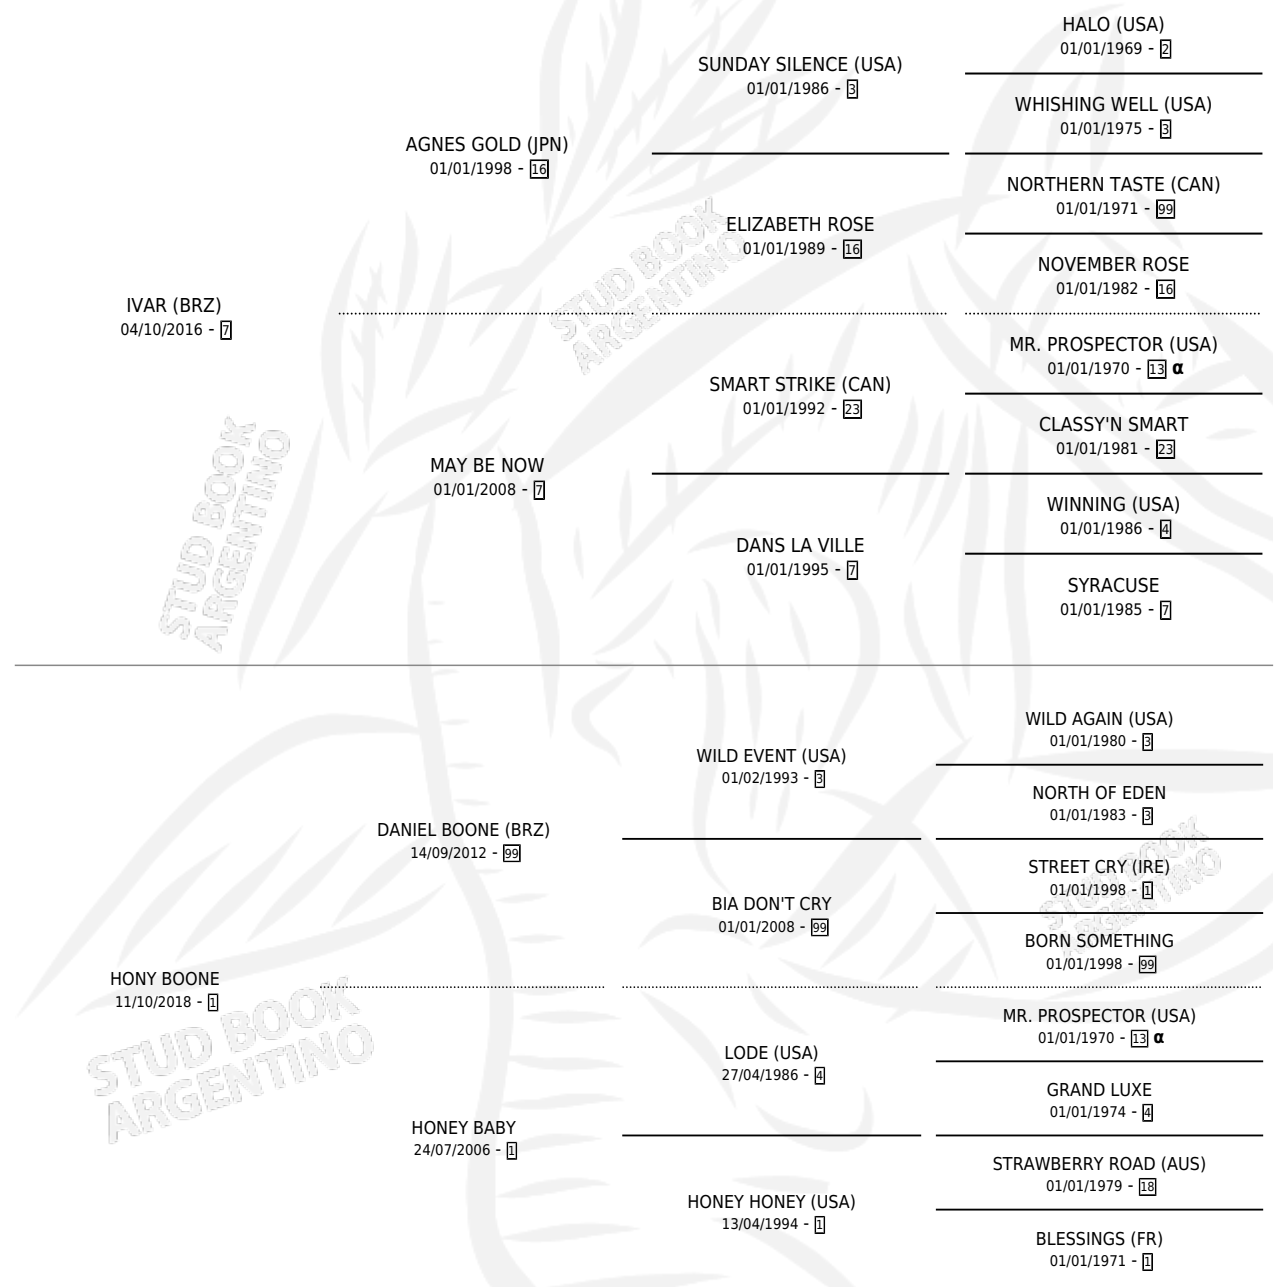 HALO (USA)
01/01/1969 - 2
SUNDAY SILENCE (USA)
01/01/1986 - 3
WHISHING WELL (USA)
01/01/1975 - 3
AGNES GOLD (JPN)
01/01/1998 - 16
NORTHERN TASTE (CAN)
01/01/1971 - 99
ELIZABETH ROSE
01/01/1989 - 16
NOVEMBER ROSE
01/01/1982 - 16
IVAR (BRZ)
04/10/2016 - 7
MR. PROSPECTOR (USA)
01/01/1970 - 13 α
SMART STRIKE (CAN)
01/01/1992 - 23
CLASSY'N SMART
01/01/1981 - 23
MAY BE NOW
01/01/2008 - 7
WINNING (USA)
01/01/1986 - 4
DANS LA VILLE
01/01/1995 - 7
SYRACUSE
01/01/1985 - 7
WILD AGAIN (USA)
01/01/1980 - 3
WILD EVENT (USA)
01/02/1993 - 3
NORTH OF EDEN
01/01/1983 - 3
DANIEL BOONE (BRZ)
14/09/2012 - 99
STREET CRY (IRE)
01/01/1998 - 1
BIA DON'T CRY
01/01/2008 - 99
BORN SOMETHING
01/01/1998 - 99
HONY BOONE
11/10/2018 - 1
MR. PROSPECTOR (USA)
01/01/1970 - 13 α
LODE (USA)
27/04/1986 - 4
GRAND LUXE
01/01/1974 - 4
HONEY BABY
24/07/2006 - 1
STRAWBERRY ROAD (AUS)
01/01/1979 - 18
HONEY HONEY (USA)
13/04/1994 - 1
BLESSINGS (FR)
01/01/1971 - 1
STUD BOOK
ARGENTINO
STUD BOOK
ARGENTINO
STUD BOOK
ARGENTINO
STUD BOOK
ARGENTINO